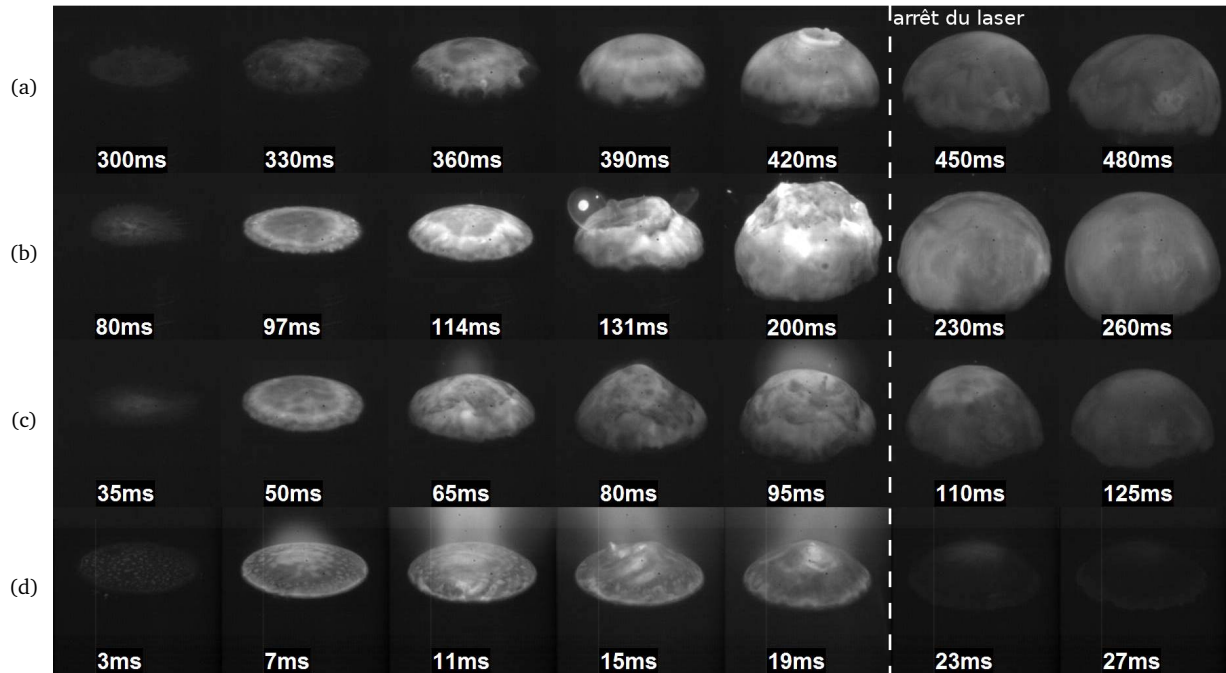 arrêt du laser
(a)
300ms 330ms 360ms 390ms 420ms 450ms 480ms
(b)
80ms 97ms 114ms 131ms 200ms 230ms 260ms
(c)
35ms 50ms 65ms 80ms 95ms 110ms 125ms
(d)
3ms 7ms 11ms 15ms 19ms 23ms 27ms